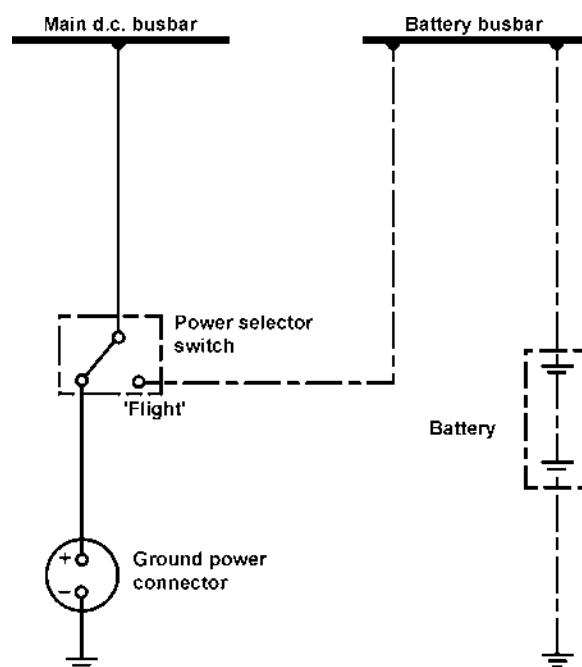 Main d.c. busbar
Battery busbar
Power selector
switch
'Flight'
Battery
+
Ground power
connector
−